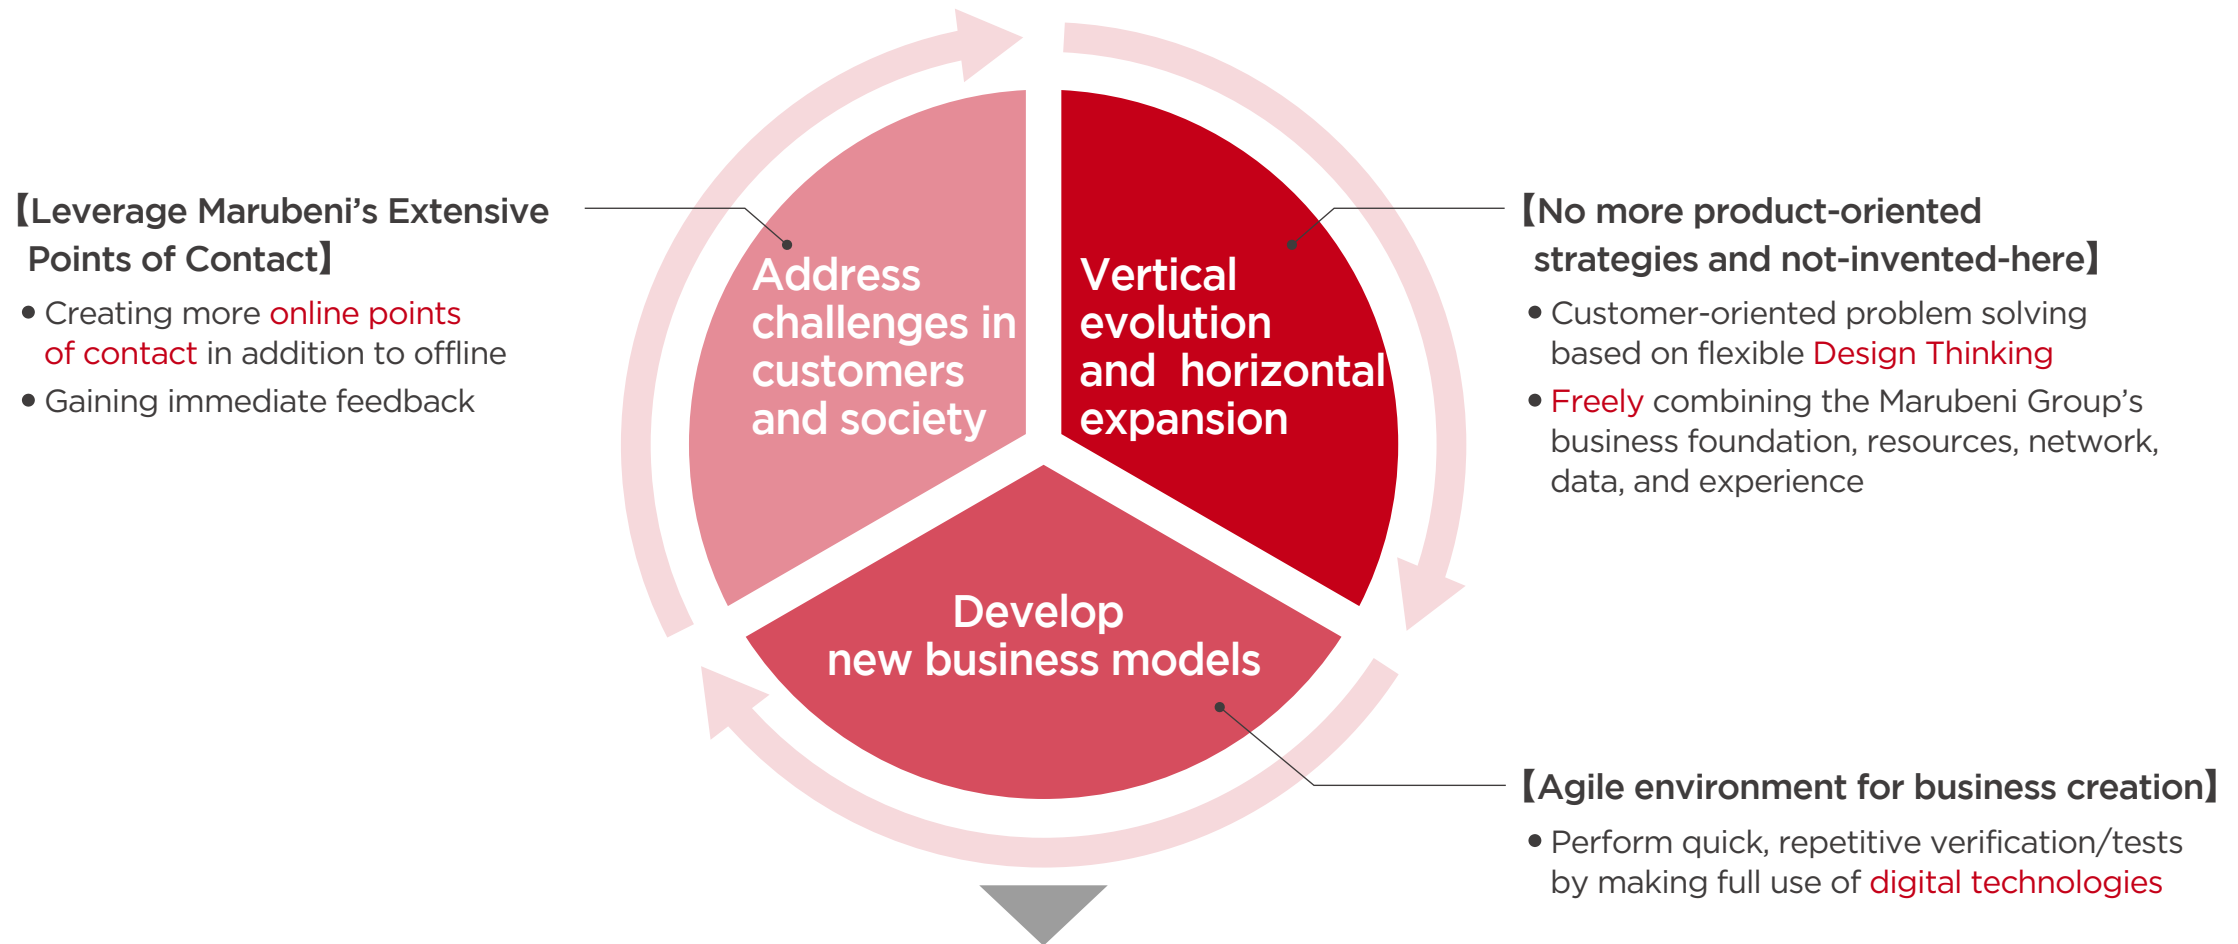 【Leverage Marubeni’s Extensive
Points of Contact】
• Creating more online points
of contact in addition to offline
• Gaining immediate feedback
Address
challenges in
customers
and society
Vertical
evolution
and horizontal
expansion
Develop
new business models
【No more product-oriented
strategies and not-invented-here】
• Customer-oriented problem solving
based on flexible Design Thinking
• Freely combining the Marubeni Group’s
business foundation, resources, network,
data, and experience
【Agile environment for business creation】
• Perform quick, repetitive verification/tests
by making full use of digital technologies